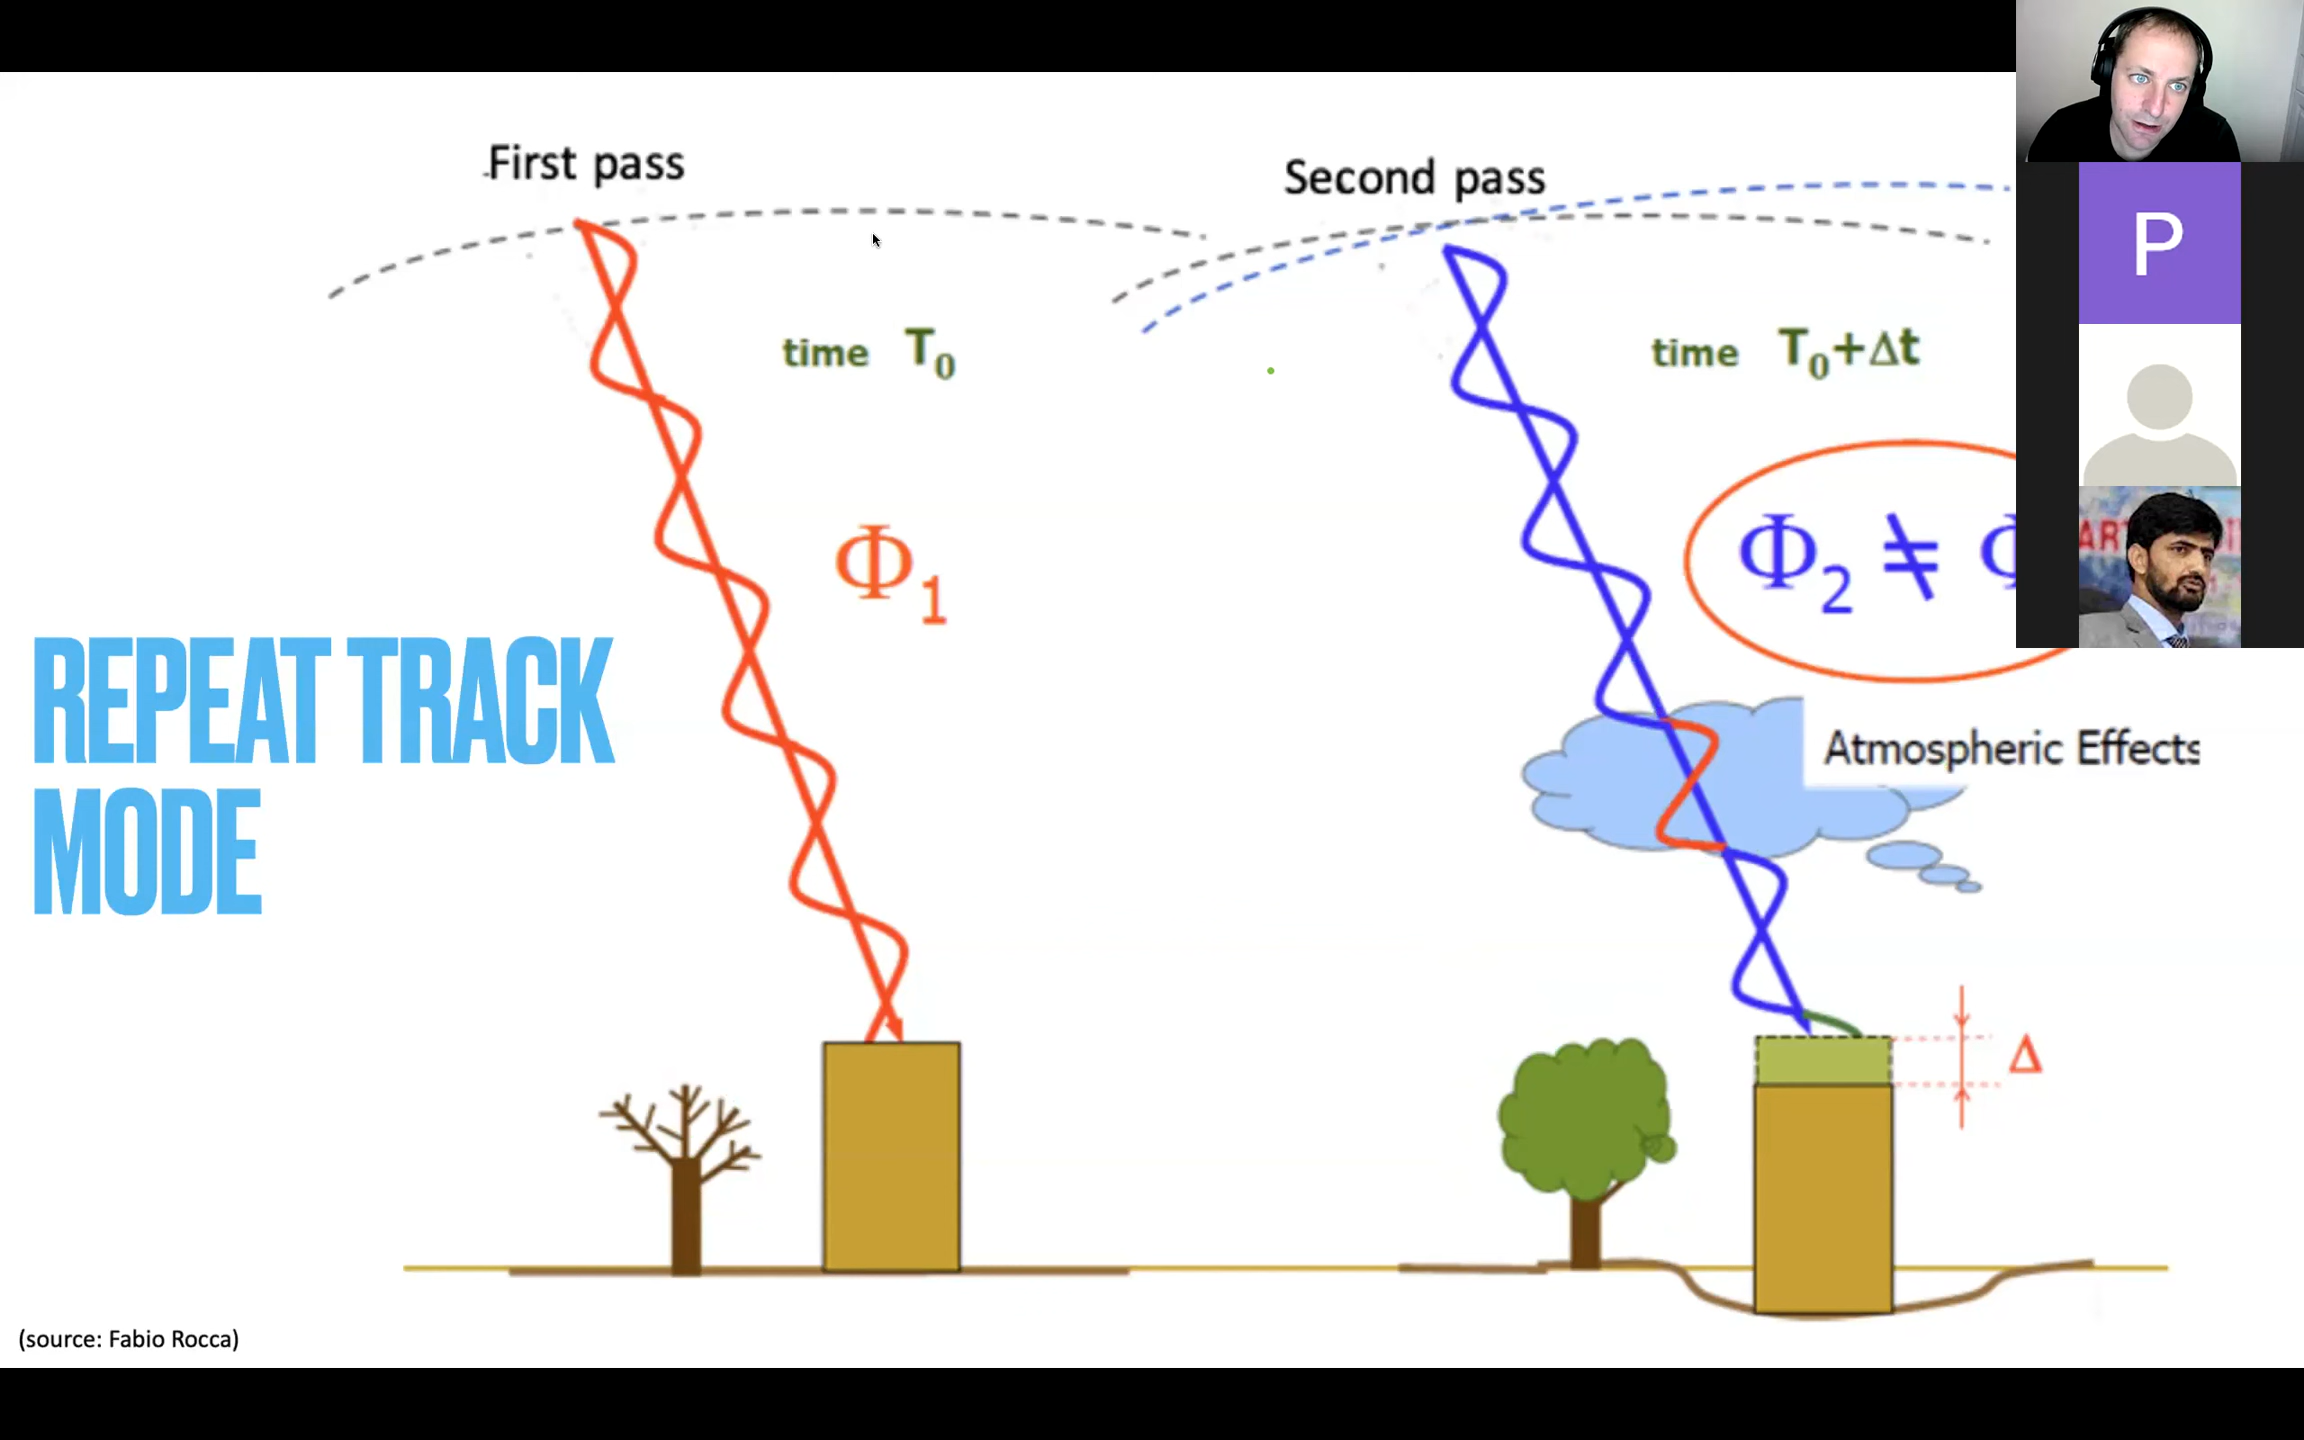 First pass
Second pass
time T₀
time T₀+Δt
Φ₁
Φ₂ ≠
REPEAT TRACK
MODE
Atmospheric Effects
Δ
(source: Fabio Rocca)
P